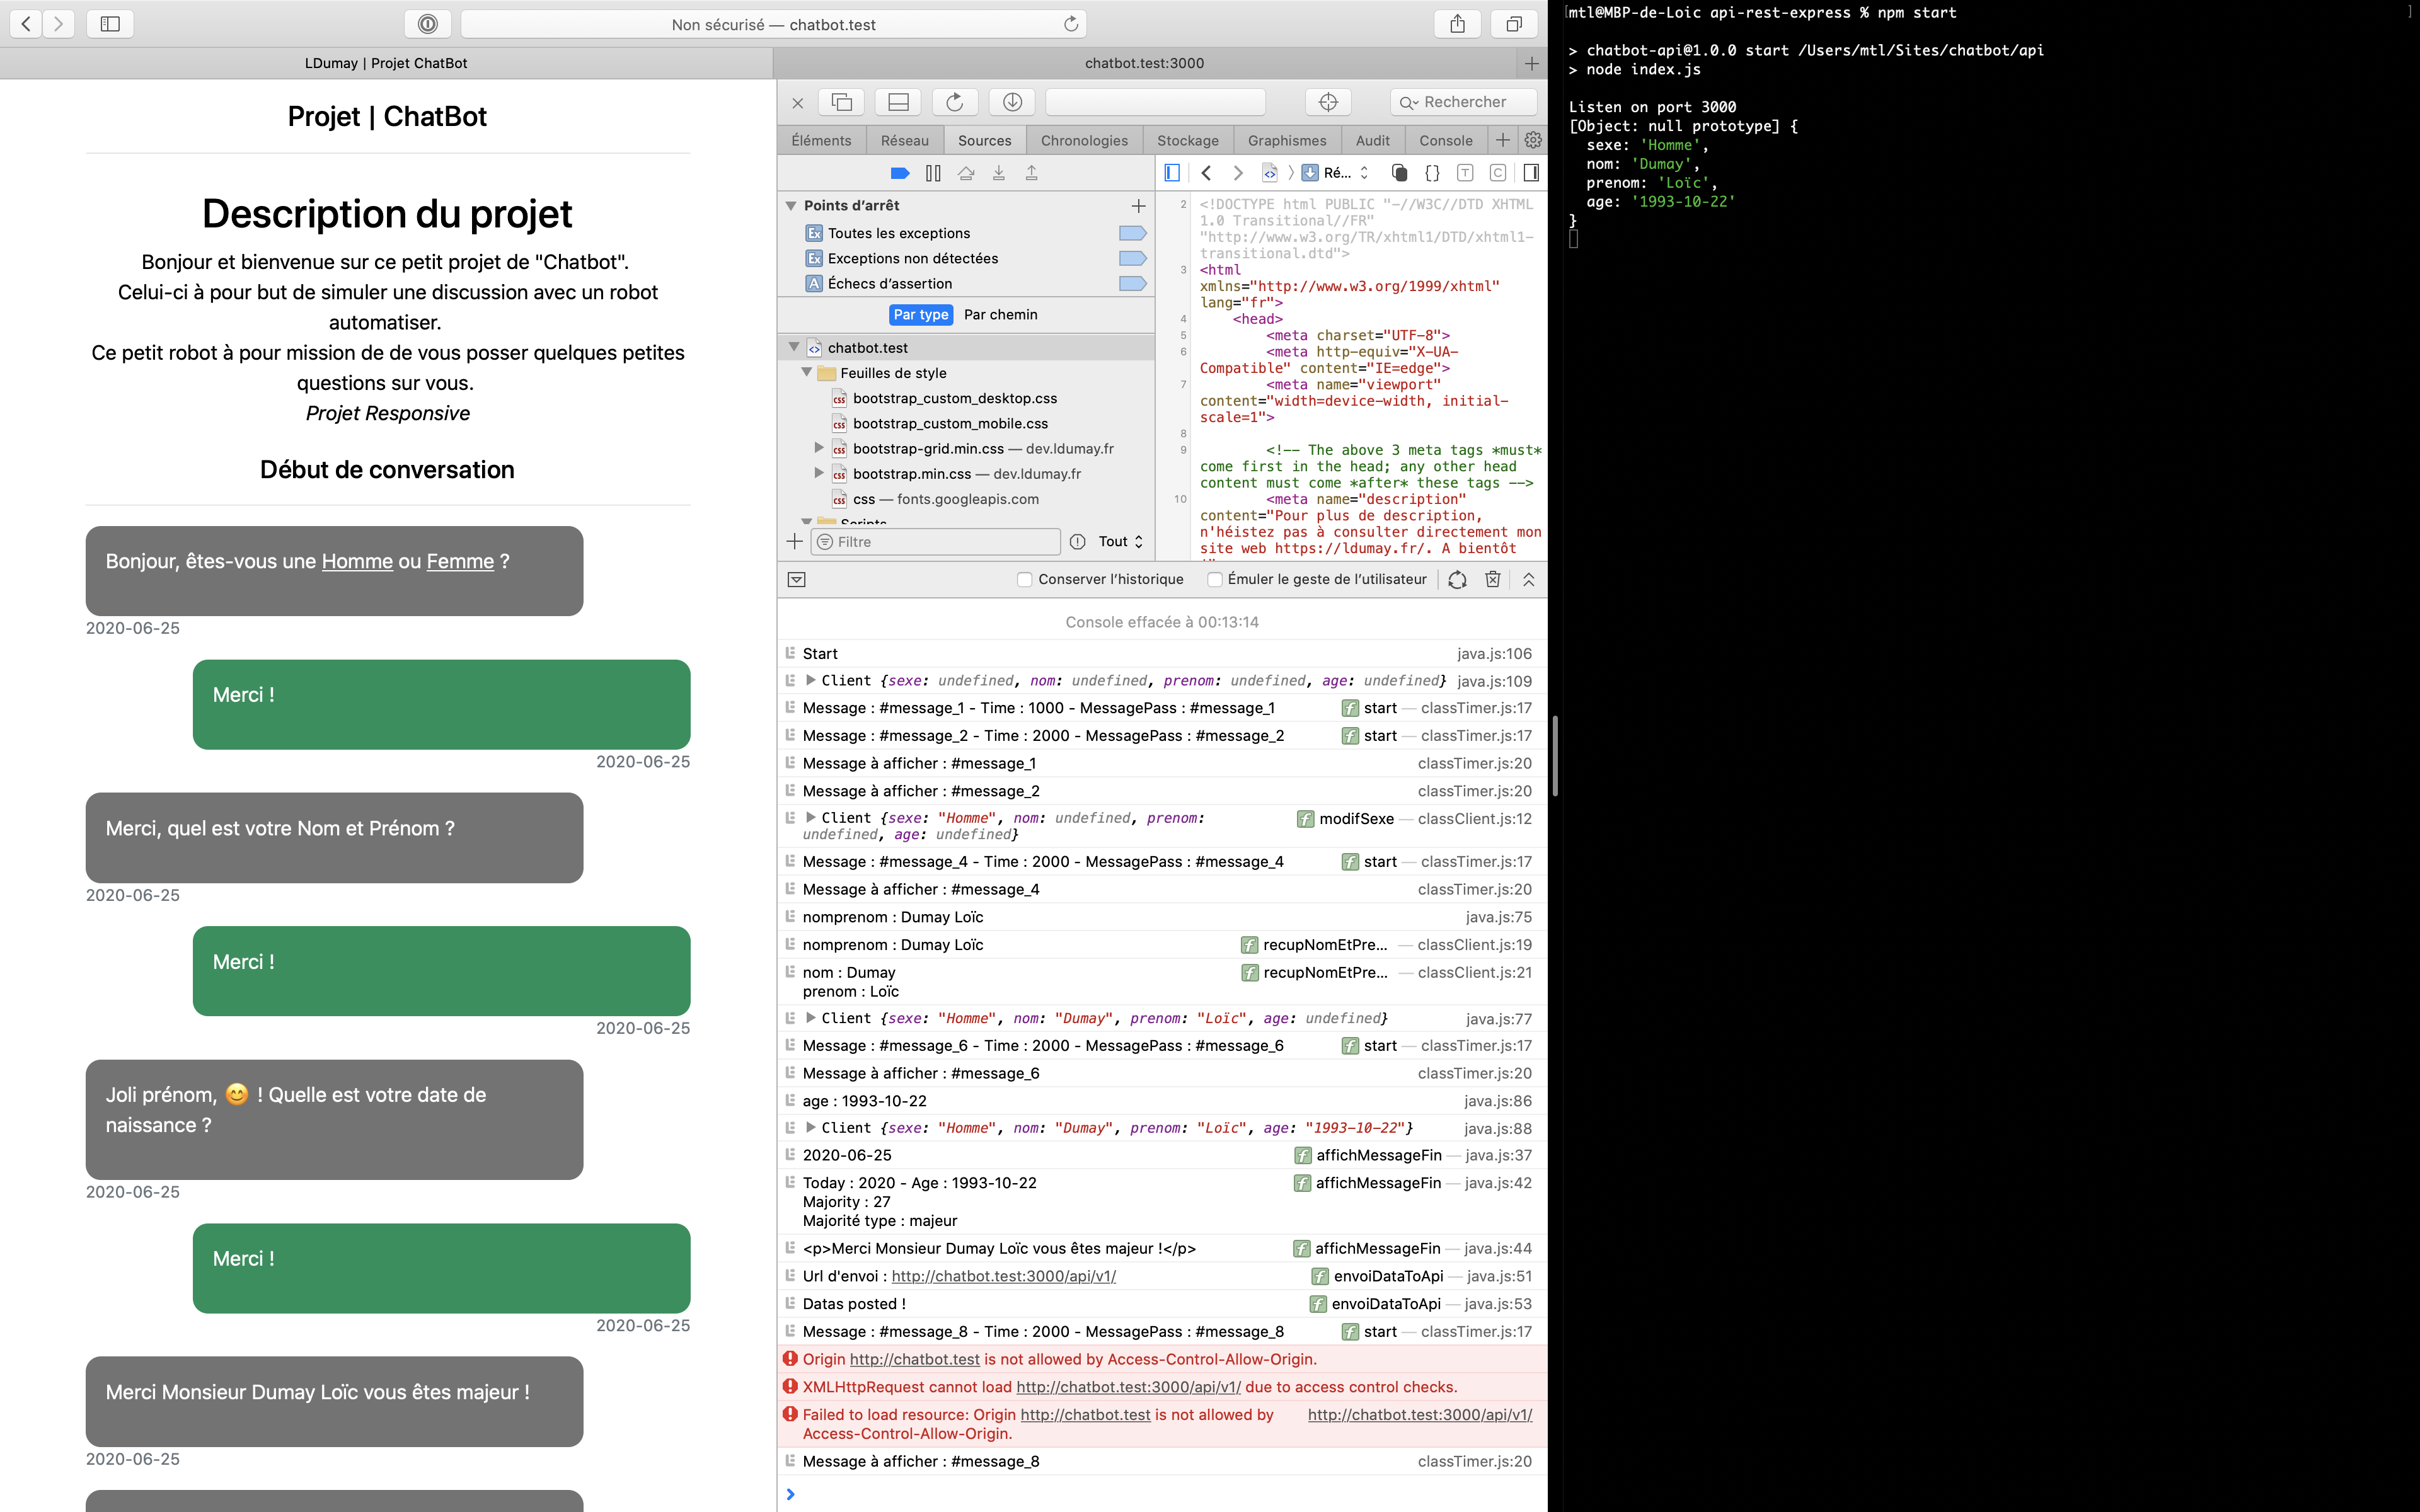 Non sécurisé — chatbot.test
LDumay | Projet ChatBot
chatbot.test:3000
Projet | ChatBot
Description du projet
Bonjour et bienvenue sur ce petit projet de "Chatbot".
Celui-ci à pour but de simuler une discussion avec un robot
automatiser.
Ce petit robot à pour mission de de vous posser quelques petites
questions sur vous.
Projet Responsive
Début de conversation
Bonjour, êtes-vous une Homme ou Femme ?
2020-06-25
Merci !
2020-06-25
Merci, quel est votre Nom et Prénom ?
2020-06-25
Merci !
2020-06-25
Joli prénom, 😊 ! Quelle est votre date de
naissance ?
2020-06-25
Merci !
2020-06-25
Merci Monsieur Dumay Loïc vous êtes majeur !
2020-06-25
Rechercher
Éléments Réseau Sources Chronologies Stockage Graphismes Audit Console
Ré...
Points d'arrêt
Ex Toutes les exceptions
Ex Exceptions non détectées
A Échecs d'assertion
Par type Par chemin
chatbot.test
Feuilles de style
css bootstrap_custom_desktop.css
css bootstrap_custom_mobile.css
css bootstrap-grid.min.css — dev.ldumay.fr
css bootstrap.min.css — dev.ldumay.fr
css css — fonts.googleapis.com
Scripts
Filtre Tout
2 <!DOCTYPE html PUBLIC "-//W3C//DTD XHTML
1.0 Transitional//FR"
"http://www.w3.org/TR/xhtml1/DTD/xhtml1-
transitional.dtd">
3 <html
xmlns="http://www.w3.org/1999/xhtml"
lang="fr">
4 <head>
5 <meta charset="UTF-8">
6 <meta http-equiv="X-UA-
Compatible" content="IE=edge">
7 <meta name="viewport"
content="width=device-width, initial-
scale=1">
8
9 <!-- The above 3 meta tags *must*
come first in the head; any other head
content must come *after* these tags -->
10 <meta name="description"
content="Pour plus de description,
n'héistez pas à consulter directement mon
site web https://ldumay.fr/. A bientôt
Conserver l'historique Émuler le geste de l'utilisateur
Console effacée à 00:13:14
Start java.js:106
Client {sexe: undefined, nom: undefined, prenom: undefined, age: undefined} java.js:109
Message : #message_1 - Time : 1000 - MessagePass : #message_1 f start — classTimer.js:17
Message : #message_2 - Time : 2000 - MessagePass : #message_2 f start — classTimer.js:17
Message à afficher : #message_1 classTimer.js:20
Message à afficher : #message_2 classTimer.js:20
Client {sexe: "Homme", nom: undefined, prenom: f modifSexe — classClient.js:12
undefined, age: undefined}
Message : #message_4 - Time : 2000 - MessagePass : #message_4 f start — classTimer.js:17
Message à afficher : #message_4 classTimer.js:20
nomprenom : Dumay Loïc java.js:75
nomprenom : Dumay Loïc f recupNomEtPre... — classClient.js:19
nom : Dumay f recupNomEtPre... — classClient.js:21
prenom : Loïc
Client {sexe: "Homme", nom: "Dumay", prenom: "Loïc", age: undefined} java.js:77
Message : #message_6 - Time : 2000 - MessagePass : #message_6 f start — classTimer.js:17
Message à afficher : #message_6 classTimer.js:20
age : 1993-10-22 java.js:86
Client {sexe: "Homme", nom: "Dumay", prenom: "Loïc", age: "1993-10-22"} java.js:88
2020-06-25 f affichMessageFin — java.js:37
Today : 2020 - Age : 1993-10-22 f affichMessageFin — java.js:42
Majority : 27
Majorité type : majeur
<p>Merci Monsieur Dumay Loïc vous êtes majeur !</p> f affichMessageFin — java.js:44
Url d'envoi : http://chatbot.test:3000/api/v1/ f envoiDataToApi — java.js:51
Datas posted ! f envoiDataToApi — java.js:53
Message : #message_8 - Time : 2000 - MessagePass : #message_8 f start — classTimer.js:17
Origin http://chatbot.test is not allowed by Access-Control-Allow-Origin.
XMLHttpRequest cannot load http://chatbot.test:3000/api/v1/ due to access control checks.
Failed to load resource: Origin http://chatbot.test is not allowed by http://chatbot.test:3000/api/v1/
Access-Control-Allow-Origin.
Message à afficher : #message_8 classTimer.js:20
[mtl@MBP-de-Loic api-rest-express % npm start ]
> chatbot-api@1.0.0 start /Users/mtl/Sites/chatbot/api
> node index.js
Listen on port 3000
[Object: null prototype] {
sexe: 'Homme',
nom: 'Dumay',
prenom: 'Loïc',
age: '1993-10-22'
}